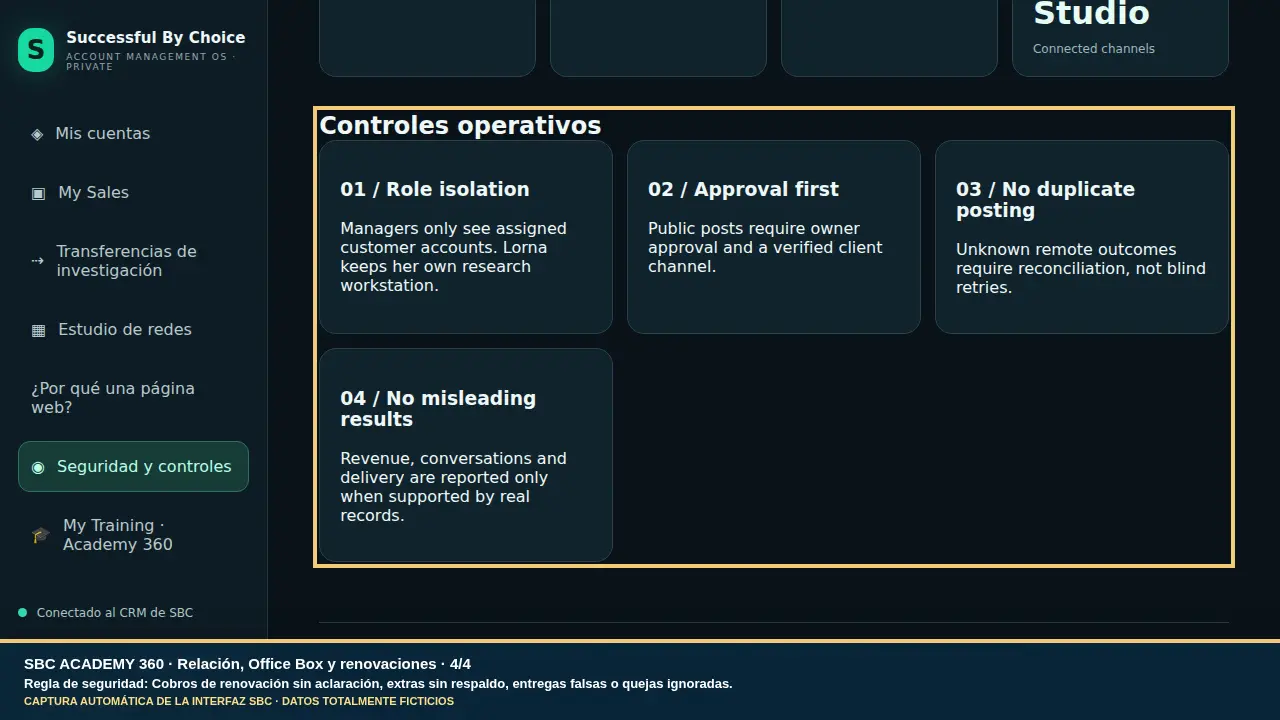 S
Successful By Choice
ACCOUNT MANAGEMENT OS ·
PRIVATE
◈ Mis cuentas
▣ My Sales
⇢ Transferencias de
investigación
▦ Estudio de redes
¿Por qué una página
web?
◉ Seguridad y controles
🎓 My Training ·
Academy 360
Conectado al CRM de SBC
Studio
Connected channels
Controles operativos
01 / Role isolation
Managers only see assigned
customer accounts. Lorna
keeps her own research
workstation.
02 / Approval first
Public posts require owner
approval and a verified client
channel.
03 / No duplicate
posting
Unknown remote outcomes
require reconciliation, not blind
retries.
04 / No misleading
results
Revenue, conversations and
delivery are reported only
when supported by real
records.
SBC ACADEMY 360 · Relación, Office Box y renovaciones · 4/4
Regla de seguridad: Cobros de renovación sin aclaración, extras sin respaldo, entregas falsas o quejas ignoradas.
CAPTURA AUTOMÁTICA DE LA INTERFAZ SBC · DATOS TOTALMENTE FICTICIOS